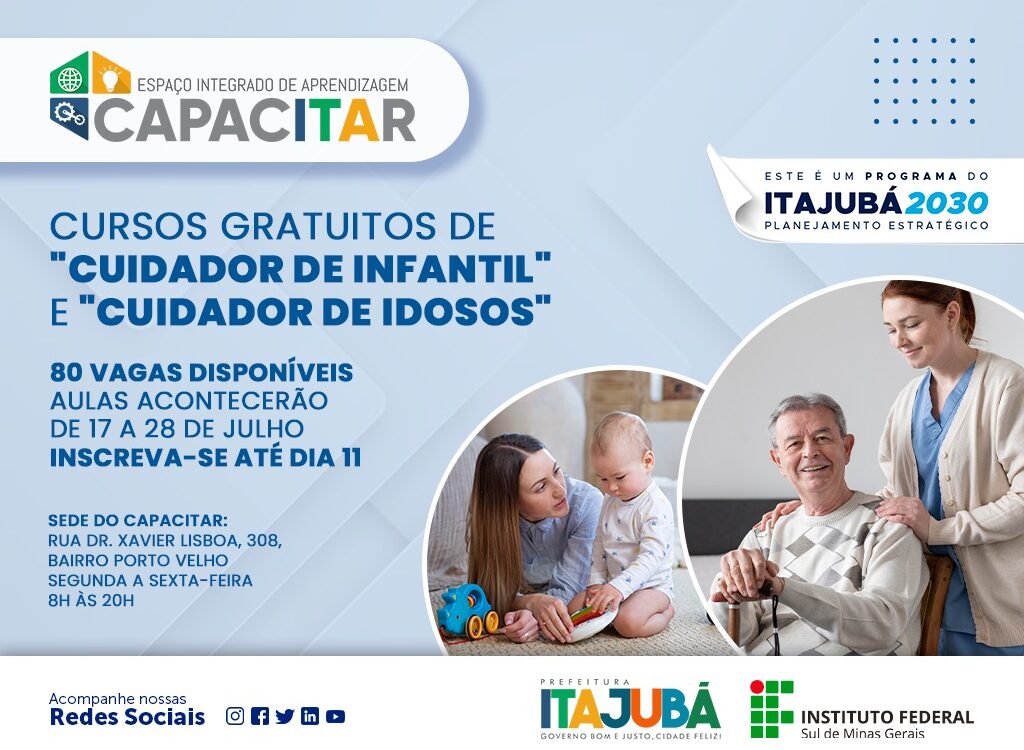 ESPAÇO INTEGRADO DE APRENDIZAGEM
CAPACITAR
ESTE É UM PROGRAMA DO
ITAJUBÁ2030
PLANEJAMENTO ESTRATÉGICO
CURSOS GRATUITOS DE
"CUIDADOR DE INFANTIL"
E "CUIDADOR DE IDOSOS"
80 VAGAS DISPONÍVEIS
AULAS ACONTECERÃO
DE 17 A 28 DE JULHO
INSCREVA-SE ATÉ DIA 11
SEDE DO CAPACITAR:
RUA DR. XAVIER LISBOA, 308,
BAIRRO PORTO VELHO
SEGUNDA A SEXTA-FEIRA
8H ÀS 20H
Acompanhe nossas
Redes Sociais
PREFEITURA
ITAJUBÁ
GOVERNO BOM E JUSTO, CIDADE FELIZ!
INSTITUTO FEDERAL
Sul de Minas Gerais